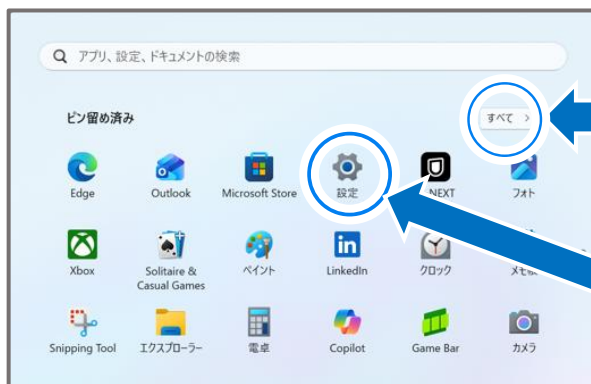 アプリ、設定、ドキュメントの検索
ピン留め済み
すべて >
Edge
Outlook
Microsoft Store
設定
NEXT
フォト
Xbox
Solitaire &
Casual Games
ペイント
LinkedIn
クロック
メモ帳
Snipping Tool
エクスプローラー
電卓
Copilot
Game Bar
カメラ